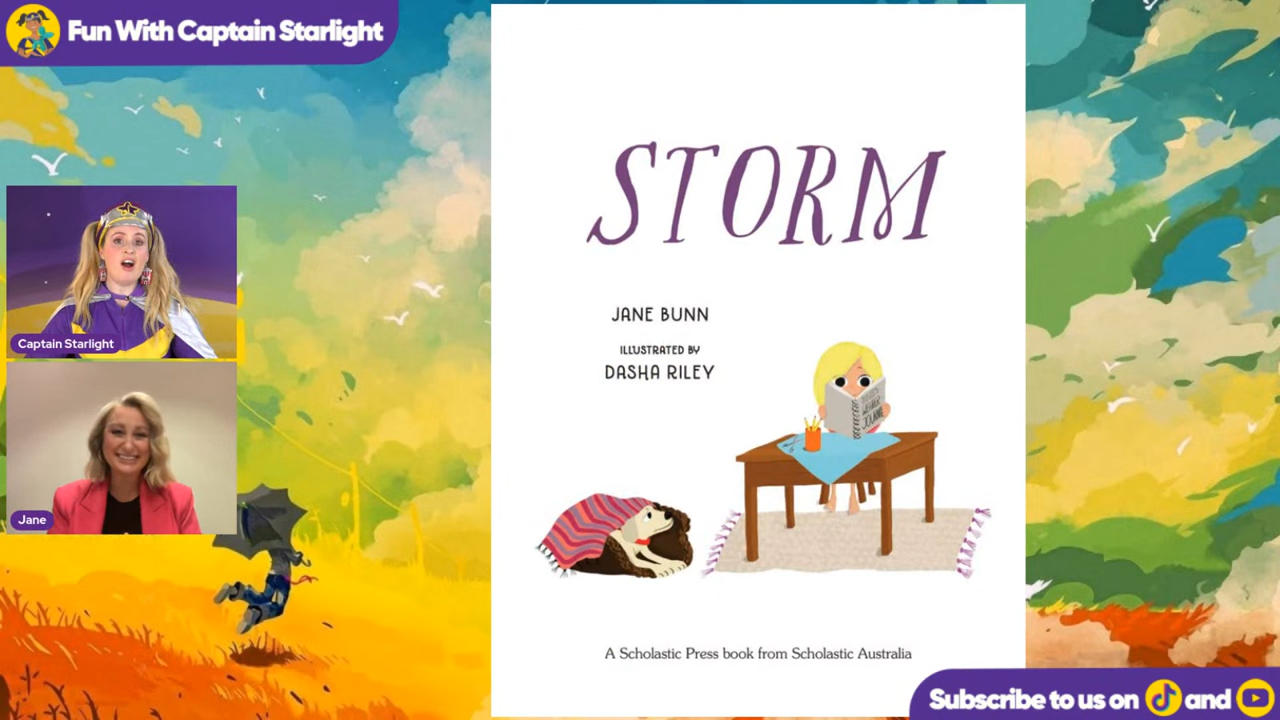 Fun With Captain Starlight
STORM
JANE BUNN
ILLUSTRATED BY
DASHA RILEY
Captain Starlight
Jane
A Scholastic Press book from Scholastic Australia
Subscribe to us on and